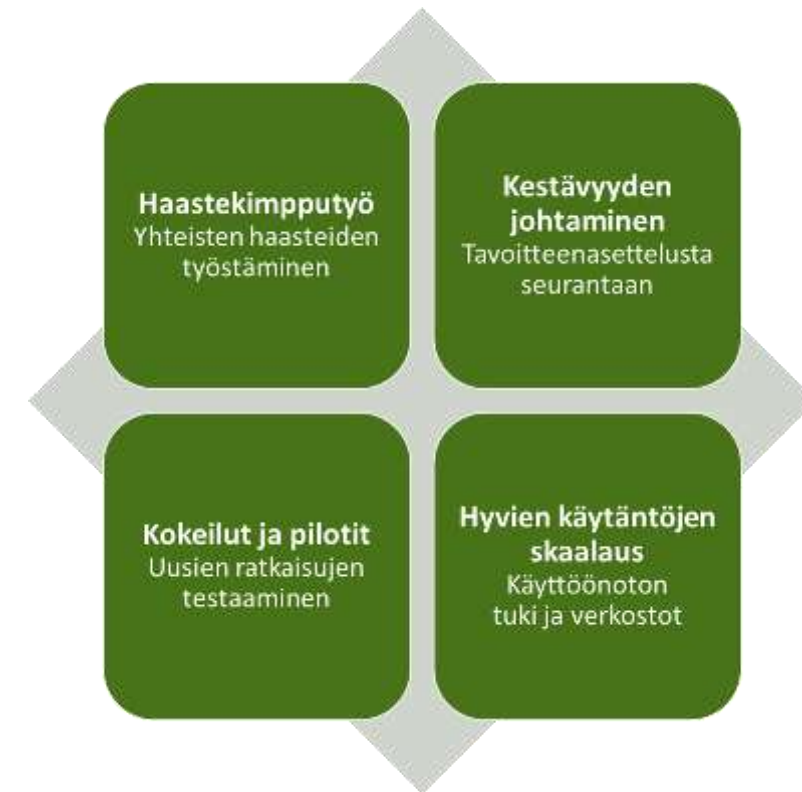 Haastekimpputyö
Yhteisten haasteiden
työstäminen
Kestävyyden
johtaminen
Tavoitteenasettelusta
seurantaan
Kokeilut ja pilotit
Uusien ratkaisujen
testaaminen
Hyvien käytäntöjen
skaalaus
Käyttöönoton
tuki ja verkostot